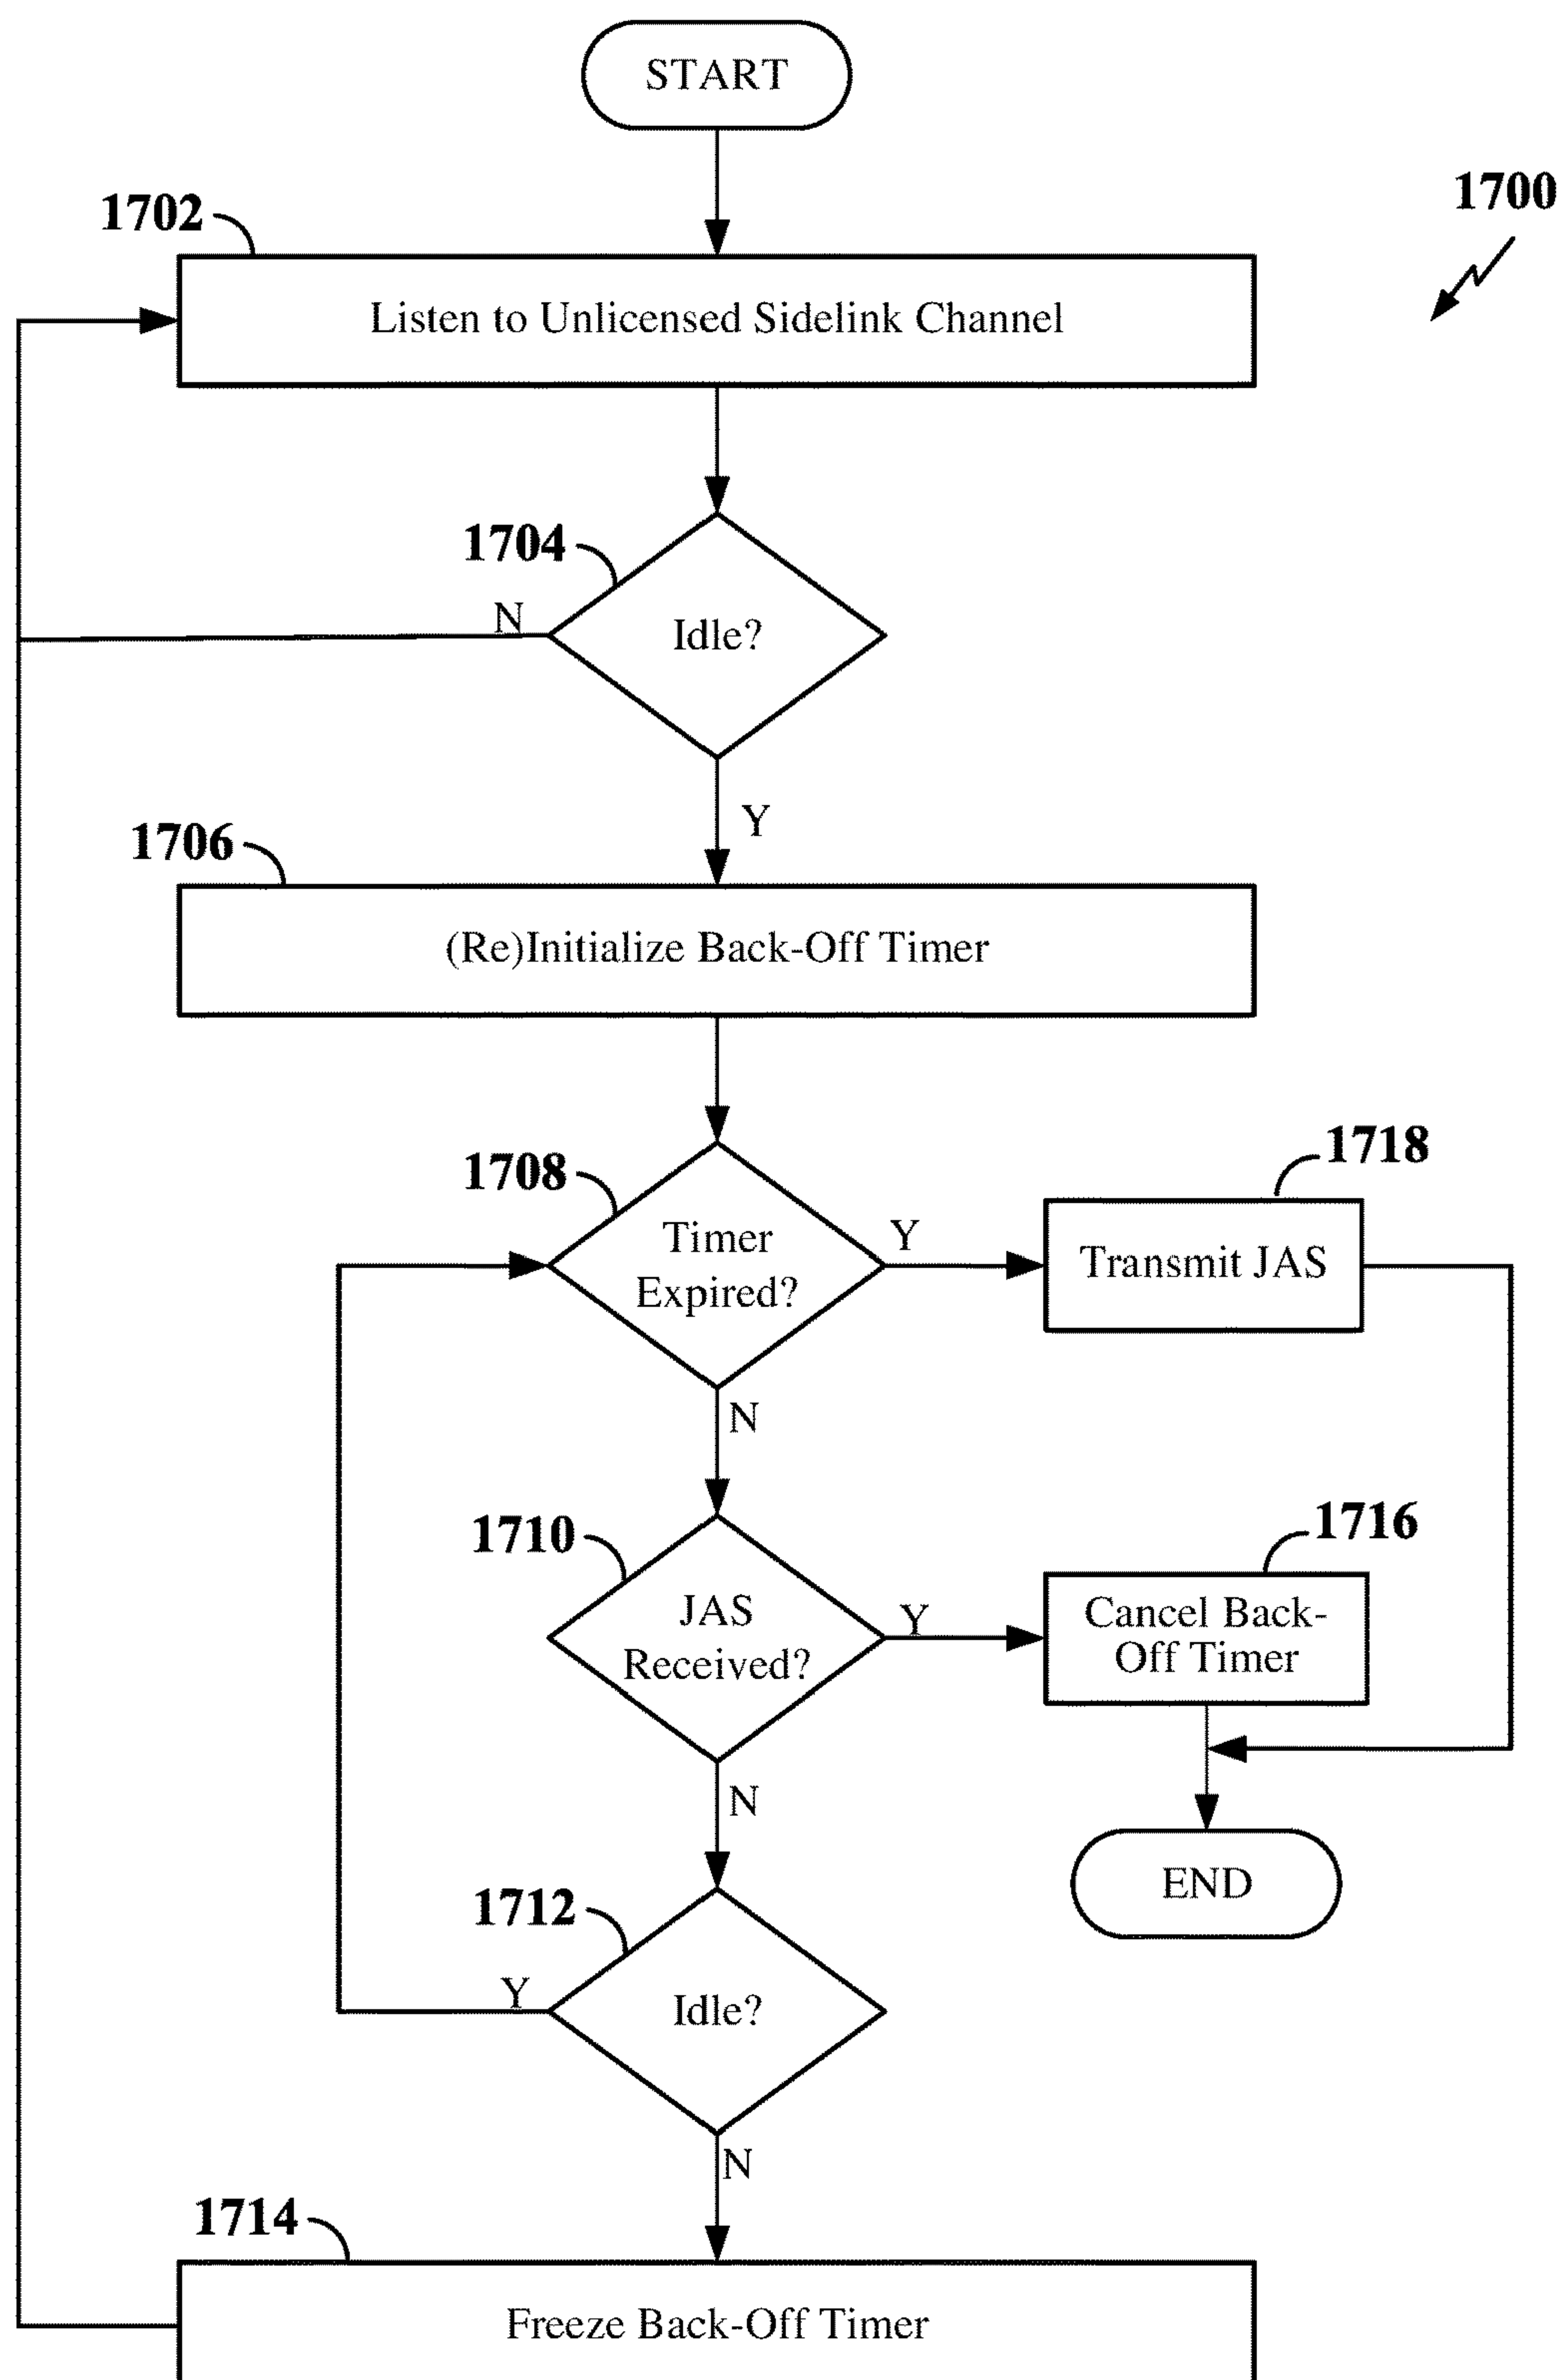 START
1700
1702
Listen to Unlicensed Sidelink Channel
1704
N
Idle?
Y
1706
(Re)Initialize Back-Off Timer
1708
Timer
Expired?
Y
1718
Transmit JAS
N
1710
JAS
Received?
Y
1716
Cancel Back-
Off Timer
N
END
1712
Y
Idle?
N
1714
Freeze Back-Off Timer